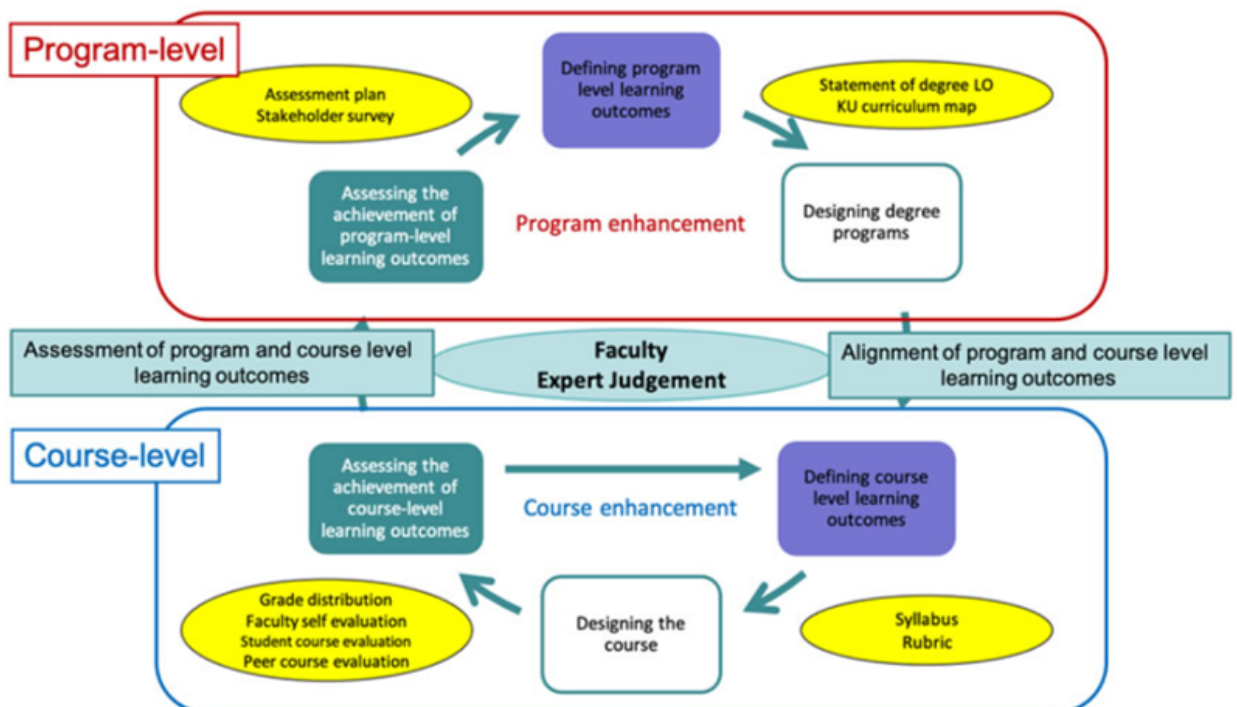 Program-level
Assessment plan
Stakeholder survey
Defining program
level learning
outcomes
Statement of degree LO
KU curriculum map
Assessing the
achievement of
program-level
learning outcomes
Program enhancement
Designing degree
programs
Assessment of program and course level
learning outcomes
Faculty
Expert Judgement
Alignment of program and course level
learning outcomes
Course-level
Assessing the
achievement of
course-level
learning outcomes
Course enhancement
Defining course
level learning
outcomes
Grade distribution
Faculty self evaluation
Student course evaluation
Peer course evaluation
Designing the
course
Syllabus
Rubric